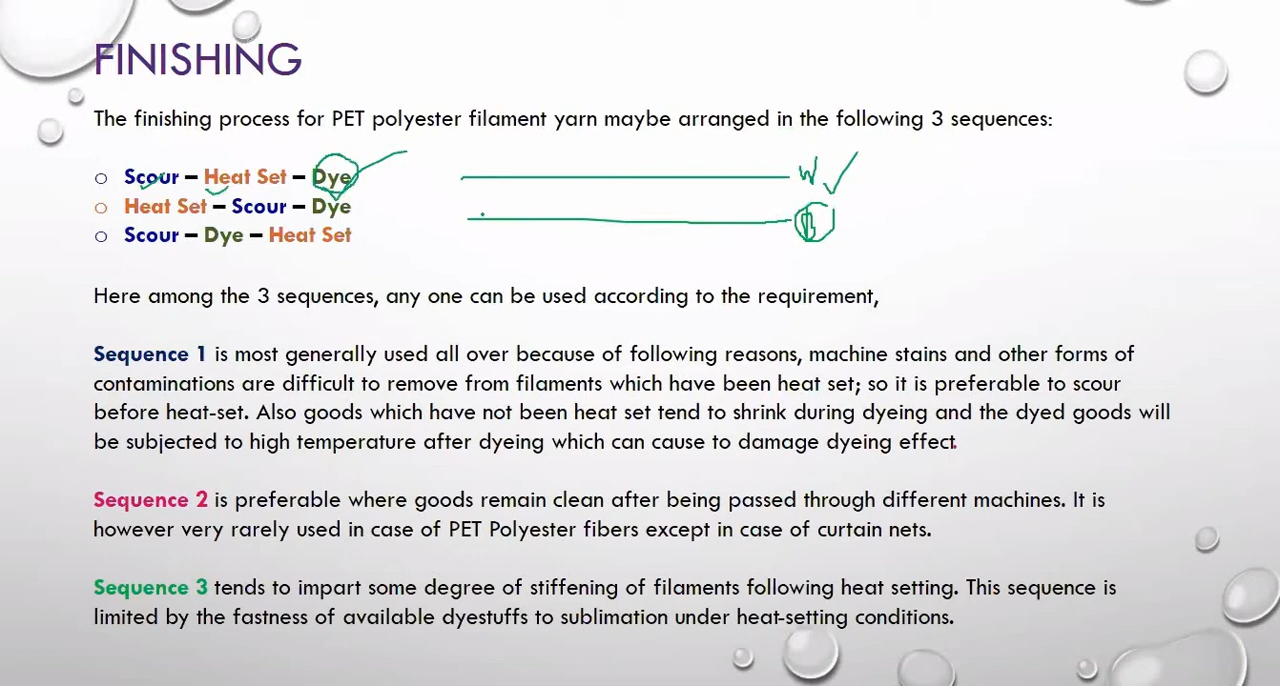 FINISHING
The finishing process for PET polyester filament yarn maybe arranged in the following 3 sequences:
Scour – Heat Set – Dye
W
Heat Set – Scour – Dye
Scour – Dye – Heat Set
Here among the 3 sequences, any one can be used according to the requirement,
Sequence 1 is most generally used all over because of following reasons, machine stains and other forms of
contaminations are difficult to remove from filaments which have been heat set; so it is preferable to scour
before heat-set. Also goods which have not been heat set tend to shrink during dyeing and the dyed goods will
be subjected to high temperature after dyeing which can cause to damage dyeing effect.
Sequence 2 is preferable where goods remain clean after being passed through different machines. It is
however very rarely used in case of PET Polyester fibers except in case of curtain nets.
Sequence 3 tends to impart some degree of stiffening of filaments following heat setting. This sequence is
limited by the fastness of available dyestuffs to sublimation under heat-setting conditions.